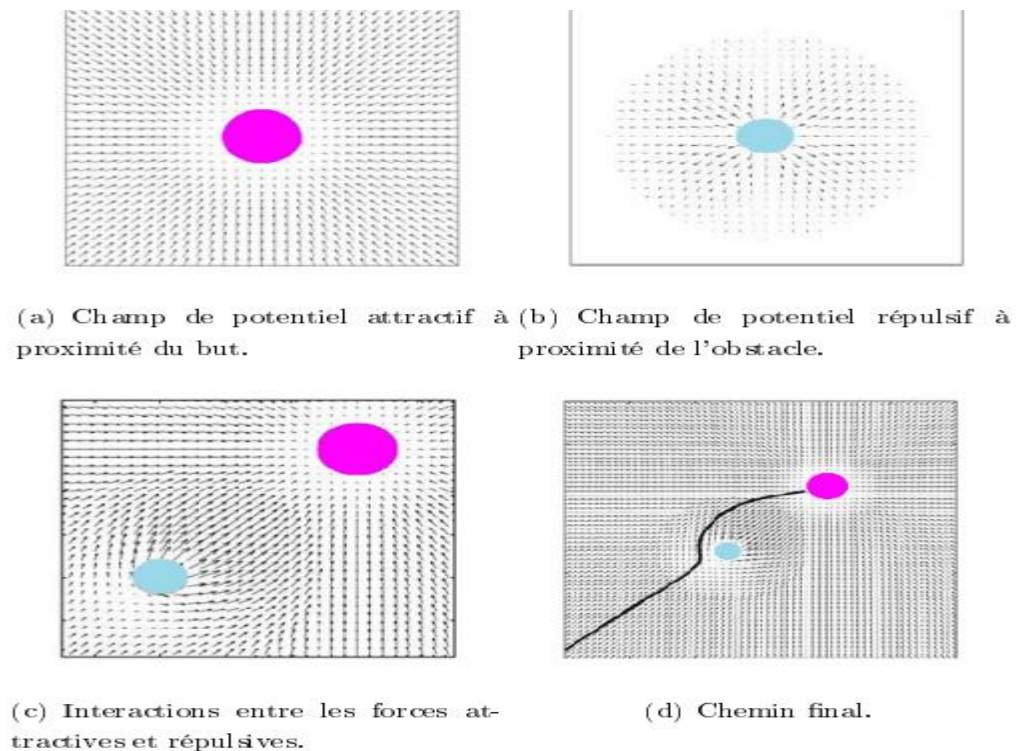 (a) Champ de potentiel attractif à
proximité du but.
(b) Champ de potentiel répulsif à
proximité de l'obstacle.
(c) Interactions entre les forces at-
tractives et répulsives.
(d) Chemin final.